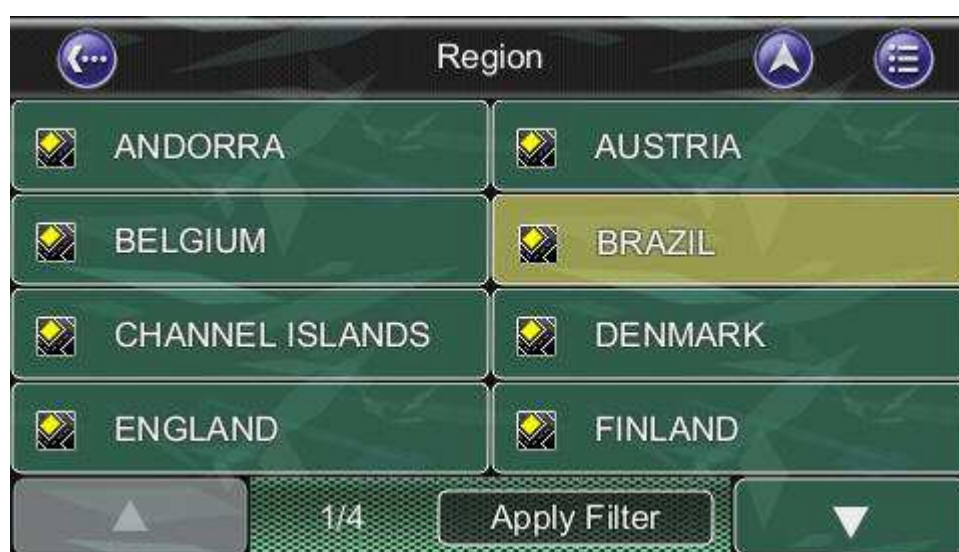 Region
ANDORRA
AUSTRIA
BELGIUM
BRAZIL
CHANNEL ISLANDS
DENMARK
ENGLAND
FINLAND
1/4
Apply Filter